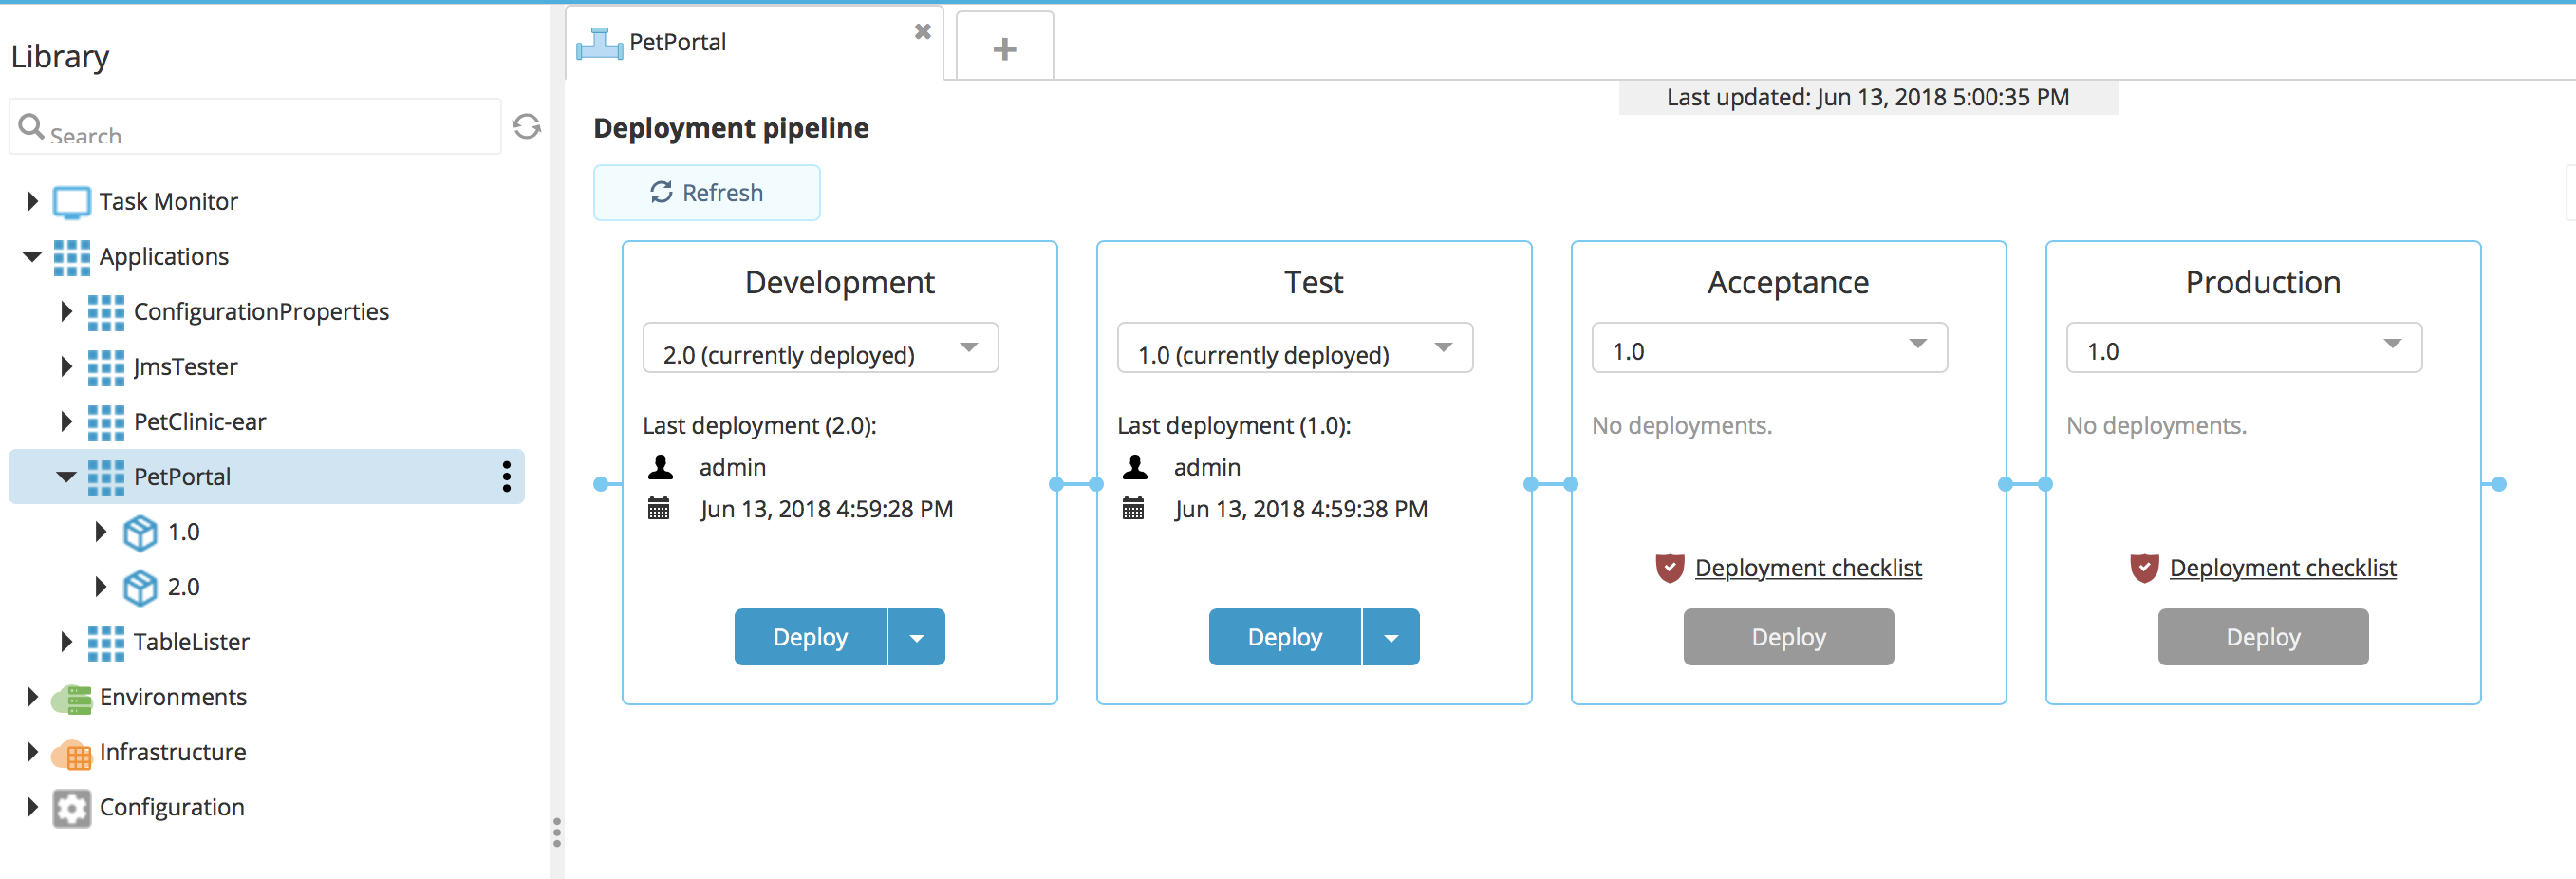 Library
Search
Task Monitor
Applications
ConfigurationProperties
JmsTester
PetClinic-ear
PetPortal
1.0
2.0
TableLister
Environments
Infrastructure
Configuration
PetPortal
Last updated: Jun 13, 2018 5:00:35 PM
Deployment pipeline
Refresh
Development
2.0 (currently deployed)
Last deployment (2.0):
admin
Jun 13, 2018 4:59:28 PM
Deploy
Test
1.0 (currently deployed)
Last deployment (1.0):
admin
Jun 13, 2018 4:59:38 PM
Deploy
Acceptance
1.0
No deployments.
Deployment checklist
Deploy
Production
1.0
No deployments.
Deployment checklist
Deploy